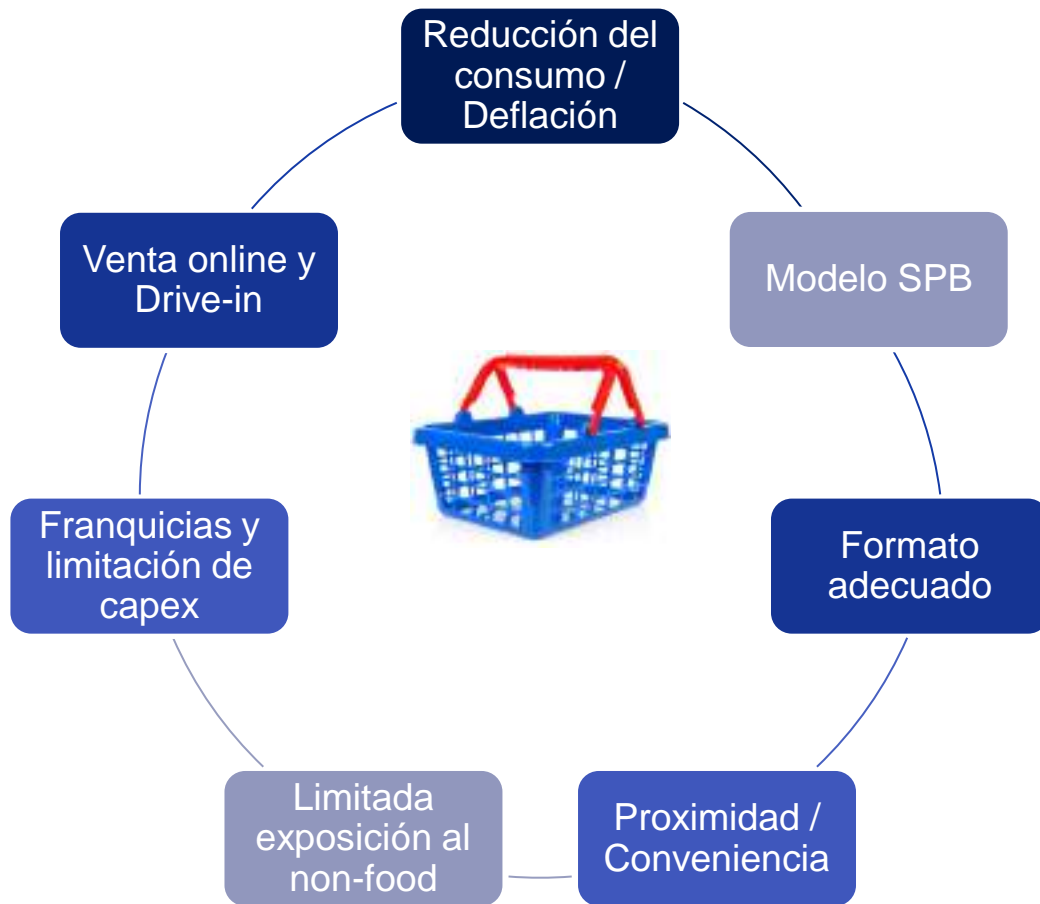 Reducción del
consumo /
Deflación
Modelo SPB
Formato
adecuado
Proximidad /
Conveniencia
Limitada
exposición al
non-food
Franquicias y
limitación de
capex
Venta online y
Drive-in